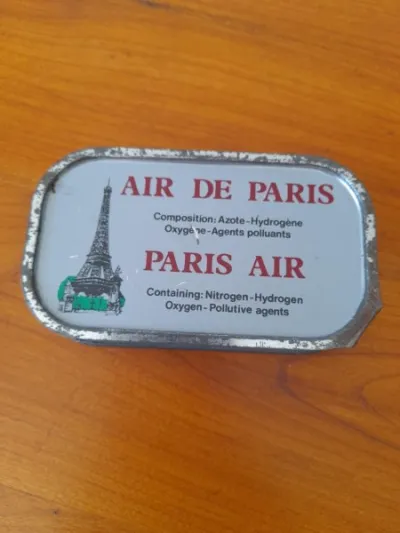 AIR DE PARIS
Composition: Azote-Hydrogène
Oxygène-Agents polluants
PARIS AIR
Containing: Nitrogen-Hydrogen
Oxygen-Pollutive agents